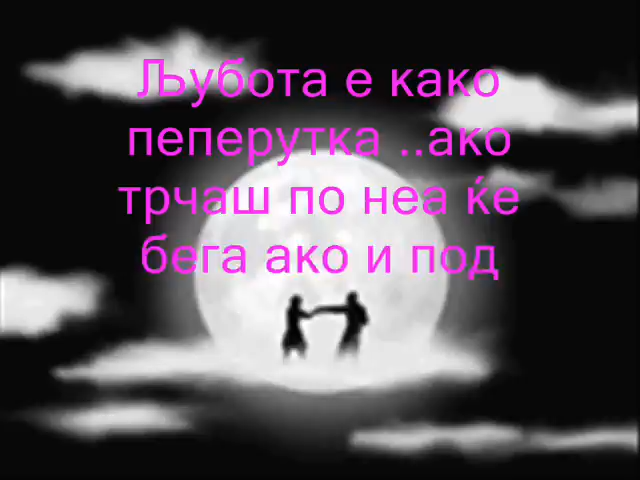 Љубота е како
пеперутка ..ако
трчаш по неа ќе
бега ако и под